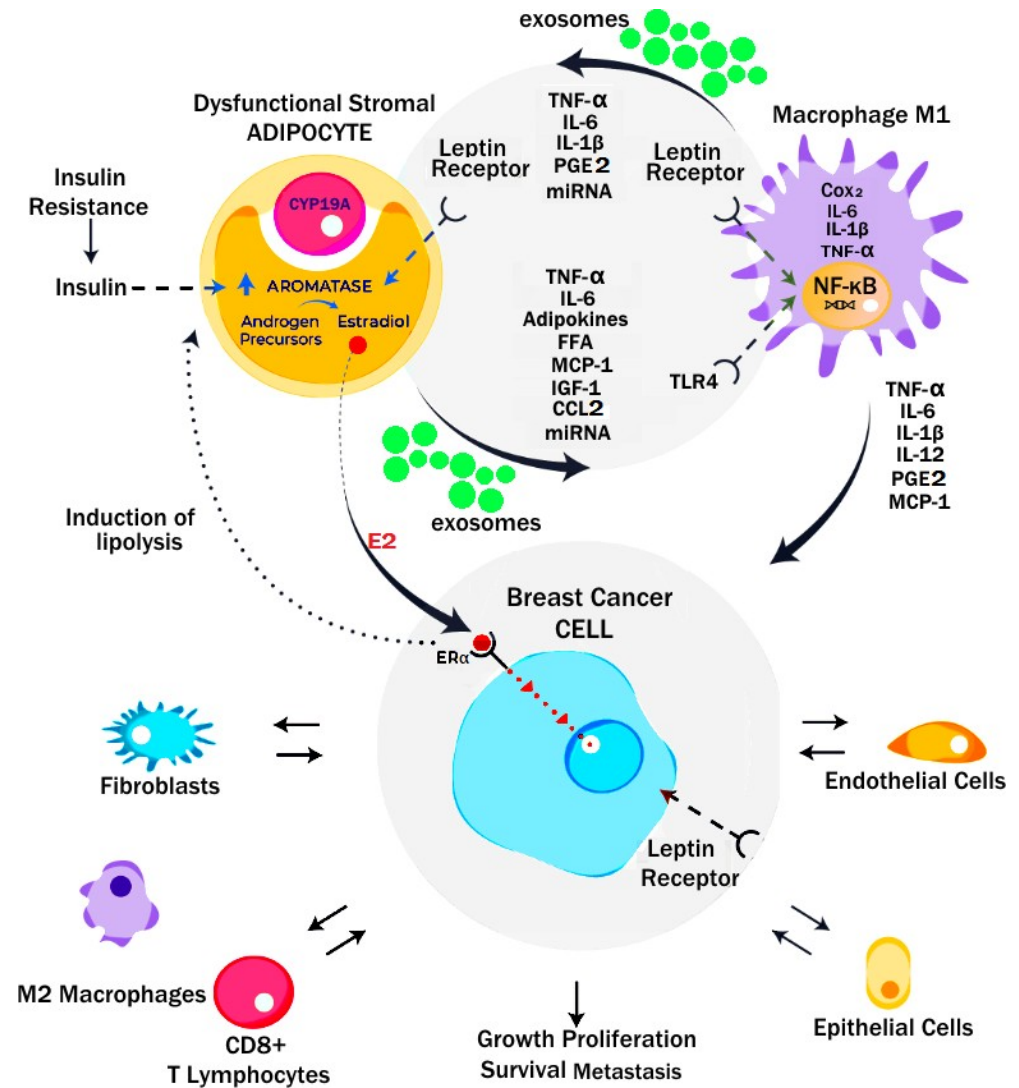 exosomes
Dysfunctional Stromal
ADIPOCYTE
Macrophage M1
TNF-α
IL-6
IL-1β
PGE2
miRNA
Leptin
Receptor
Leptin
Receptor
Insulin
Resistance
Insulin
CYP19A
AROMATASE
Androgen
Precursors
Estradiol
Cox₂
IL-6
IL-1β
TNF-α
NF-κB
TNF-α
IL-6
Adipokines
FFA
MCP-1
IGF-1
CCL2
miRNA
TLR4
TNF-α
IL-6
IL-1β
IL-12
PGE2
MCP-1
exosomes
Induction of
lipolysis
E2
Breast Cancer
CELL
ERα
Fibroblasts
Endothelial Cells
Leptin
Receptor
M2 Macrophages
CD8+
T Lymphocytes
Epithelial Cells
Growth Proliferation
Survival Metastasis